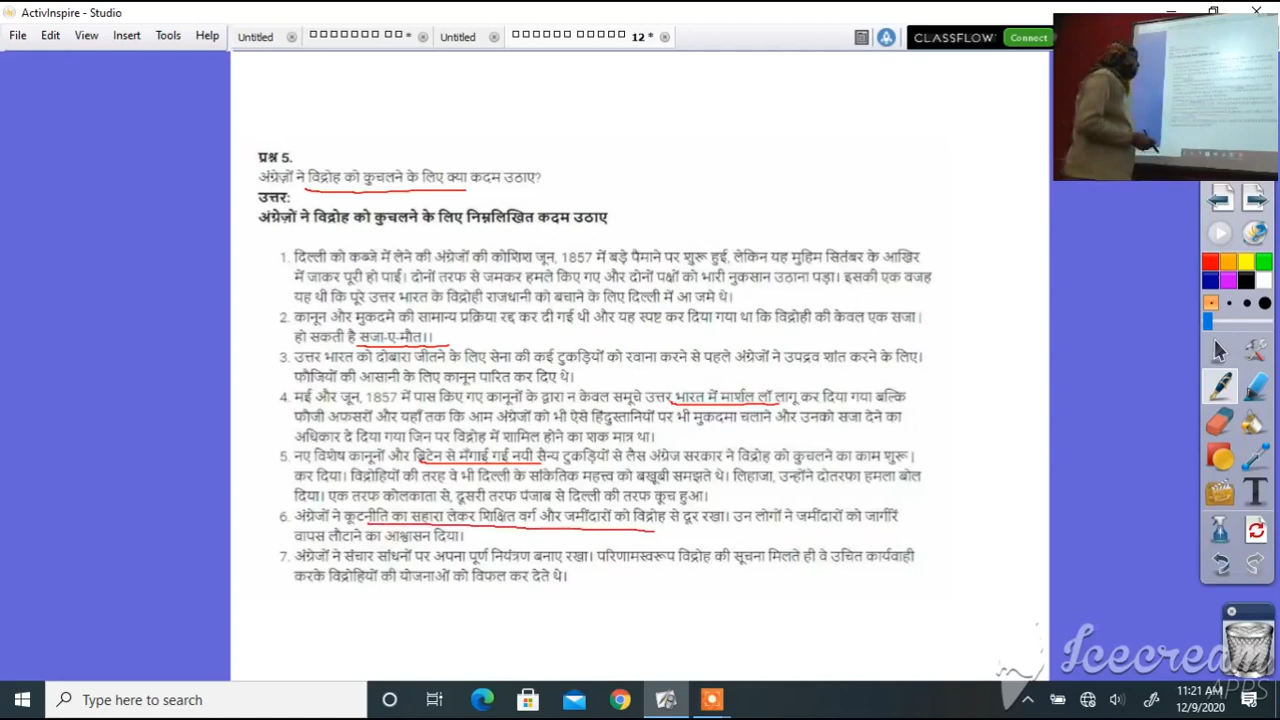 ActivInspire - Studio
File Edit View Insert Tools Help Untitled Untitled 12 * CLASSFLOW Connect
प्रश्न 5.
अंग्रेज़ों ने विद्रोह को कुचलने के लिए क्या कदम उठाए?
उत्तर:
अंग्रेज़ों ने विद्रोह को कुचलने के लिए निम्नलिखित कदम उठाए
1. दिल्ली को कब्जे में लेने की अंग्रेजों की कोशिश जून, 1857 में बड़े पैमाने पर शुरू हुई, लेकिन यह मुहिम सितंबर के आखिर
में जाकर पूरी हो पाई। दोनों तरफ से जमकर हमले किए गए और दोनों पक्षों को भारी नुकसान उठाना पड़ा। इसकी एक वजह
यह थी कि पूरे उत्तर भारत के विद्रोही राजधानी को बचाने के लिए दिल्ली में आ जमे थे।
2. कानून और मुकदमे की सामान्य प्रक्रिया रद्द कर दी गई थी और यह स्पष्ट कर दिया गया था कि विद्रोही की केवल एक सजा।
हो सकती है सजा-ए-मौत।।
3. उत्तर भारत को दोबारा जीतने के लिए सेना की कई टुकड़ियों को रवाना करने से पहले अंग्रेजों ने उपद्रव शांत करने के लिए।
फौजियों की आसानी के लिए कानून पारित कर दिए थे।
4. मई और जून, 1857 में पास किए गए कानूनों के द्वारा न केवल समूचे उत्तर भारत में मार्शल लॉ लागू कर दिया गया बल्कि
फौजी अफसरों और यहाँ तक कि आम अंग्रेजों को भी ऐसे हिंदुस्तानियों पर भी मुकदमा चलाने और उनको सजा देने का
अधिकार दे दिया गया जिन पर विद्रोह में शामिल होने का शक मात्र था।
5. नए विशेष कानूनों और ब्रिटेन से मँगाई गई नयी सैन्य टुकड़ियों से लैस अंग्रेज सरकार ने विद्रोह को कुचलने का काम शुरू।
कर दिया। विद्रोहियों की तरह वे भी दिल्ली के सांकेतिक महत्त्व को बखूबी समझते थे। लिहाजा, उन्होंने दोतरफा हमला बोल
दिया। एक तरफ कोलकाता से, दूसरी तरफ पंजाब से दिल्ली की तरफ कूच हुआ।
6. अंग्रेजों ने कूटनीति का सहारा लेकर शिक्षित वर्ग और जमींदारों को विद्रोह से दूर रखा। उन लोगों ने जमींदारों को जागीरें
वापस लौटाने का आश्वासन दिया।
7. अंग्रेजों ने संचार सांधनों पर अपना पूर्ण नियंत्रण बनाए रखा। परिणामस्वरूप विद्रोह की सूचना मिलते ही वे उचित कार्यवाही
करके विद्रोहियों की योजनाओं को विफल कर देते थे।
Icecream
APPS
Type here to search
11:21 AM
12/9/2020